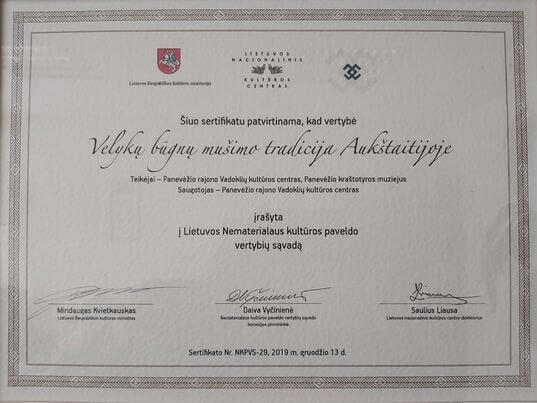 Lietuvos Respublikos kultūros ministerija
LIETUVOS
NACIONALINIS
KULTŪROS
CENTRAS
Šiuo sertifikatu patvirtinama, kad vertybė
Velykų būgnų mušimo tradicija Aukštaitijoje
Teikėjai – Panevėžio rajono Vadoklių kultūros centras, Panevėžio kraštotyros muziejus
Saugotojas – Panevėžio rajono Vadoklių kultūros centras
įrašyta
į Lietuvos Nematerialaus kultūros paveldo
vertybių sąvadą
Mindaugas Kvietkauskas
Lietuvos Respublikos kultūros ministras
Daiva Vyčinienė
Nematerialaus kultūros paveldo vertybių sąvado
komisijos pirmininkė
Saulius Liausa
Lietuvos nacionalinio kultūros centro direktorius
Sertifikato Nr. NKPVS-29, 2019 m. gruodžio 13 d.